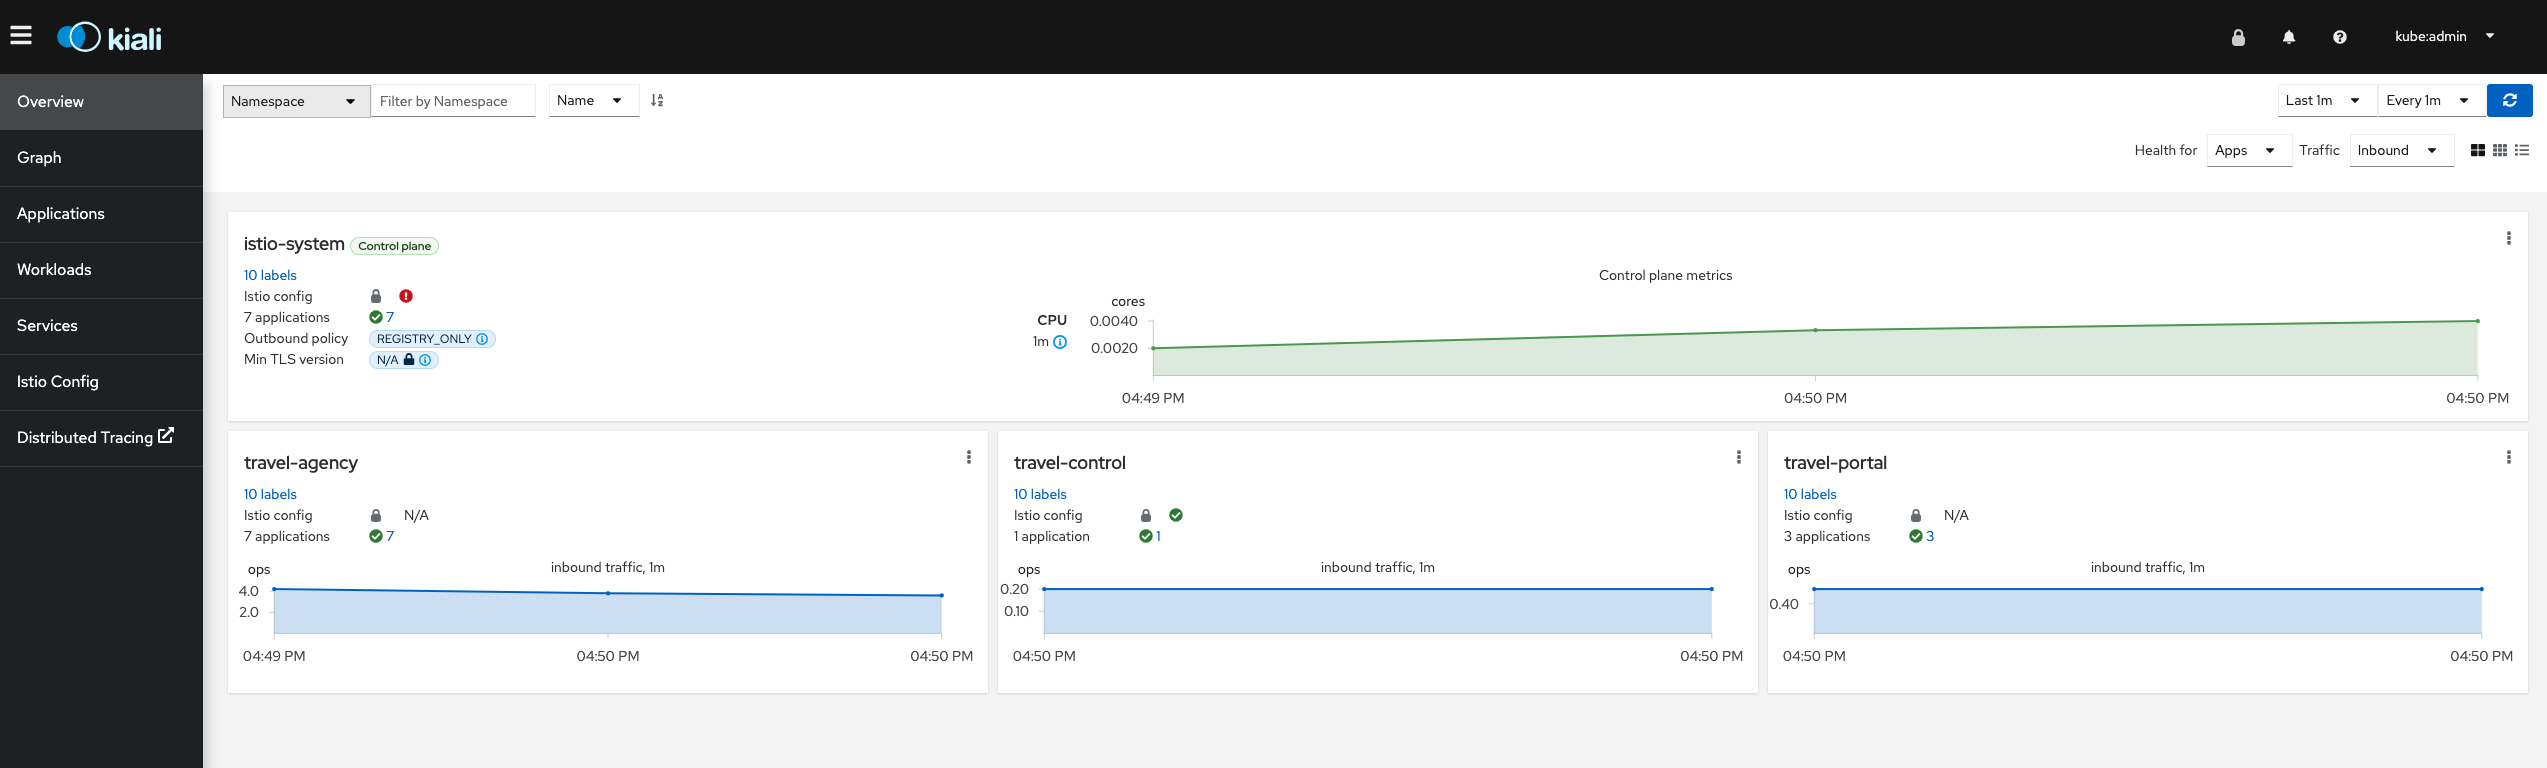 kiali
kube:admin
Overview
Graph
Applications
Workloads
Services
Istio Config
Distributed Tracing
Namespace Filter by Namespace Name Last 1m Every 1m
Health for Apps Traffic Inbound
istio-system Control plane
10 labels
Istio config
7 applications 7
Outbound policy REGISTRY_ONLY
Min TLS version N/A
Control plane metrics
cores
CPU
1m
0.0040
0.0020
04:49 PM 04:50 PM 04:50 PM
travel-agency
10 labels
Istio config N/A
7 applications 7
ops inbound traffic, 1m
4.0
2.0
04:49 PM 04:50 PM 04:50 PM
travel-control
10 labels
Istio config
1 application 1
ops inbound traffic, 1m
0.20
0.10
04:50 PM 04:50 PM
travel-portal
10 labels
Istio config N/A
3 applications 3
ops inbound traffic, 1m
0.40
04:50 PM 04:50 PM